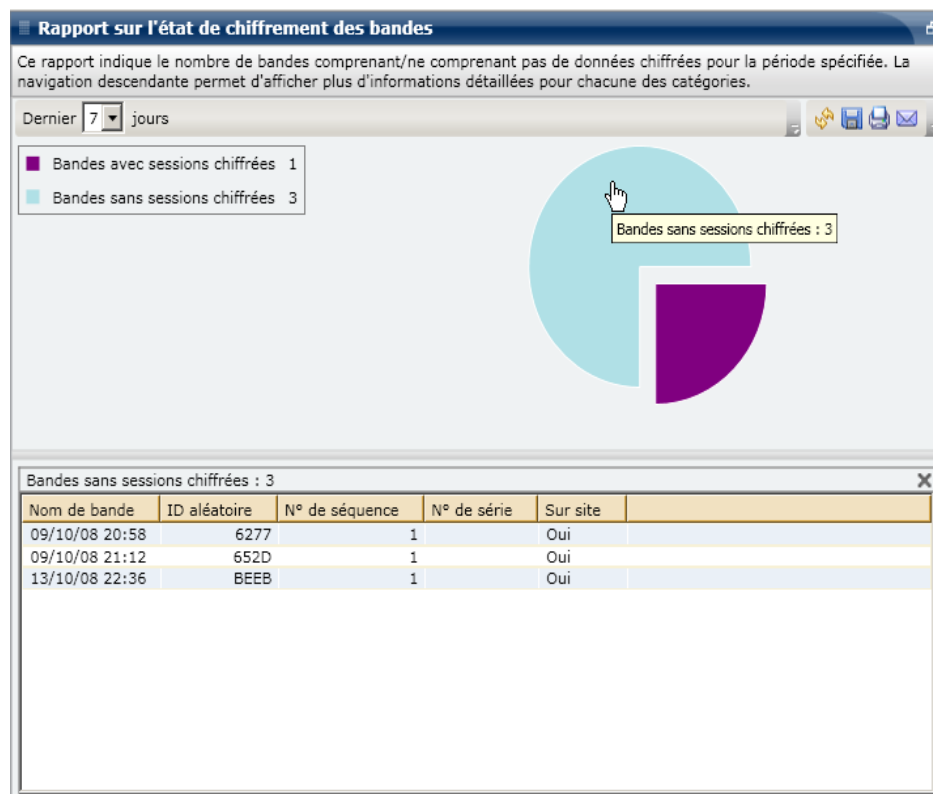 Rapport sur l'état de chiffrement des bandes
Ce rapport indique le nombre de bandes comprenant/ne comprenant pas de données chiffrées pour la période spécifiée. La
navigation descendante permet d'afficher plus d'informations détaillées pour chacune des catégories.
Dernier 7 jours
Bandes avec sessions chiffrées 1
Bandes sans sessions chiffrées 3
Bandes sans sessions chiffrées : 3
Bandes sans sessions chiffrées : 3
Nom de bande ID aléatoire N° de séquence N° de série Sur site
09/10/08 20:58 6277 1 Oui
09/10/08 21:12 652D 1 Oui
13/10/08 22:36 BEEB 1 Oui